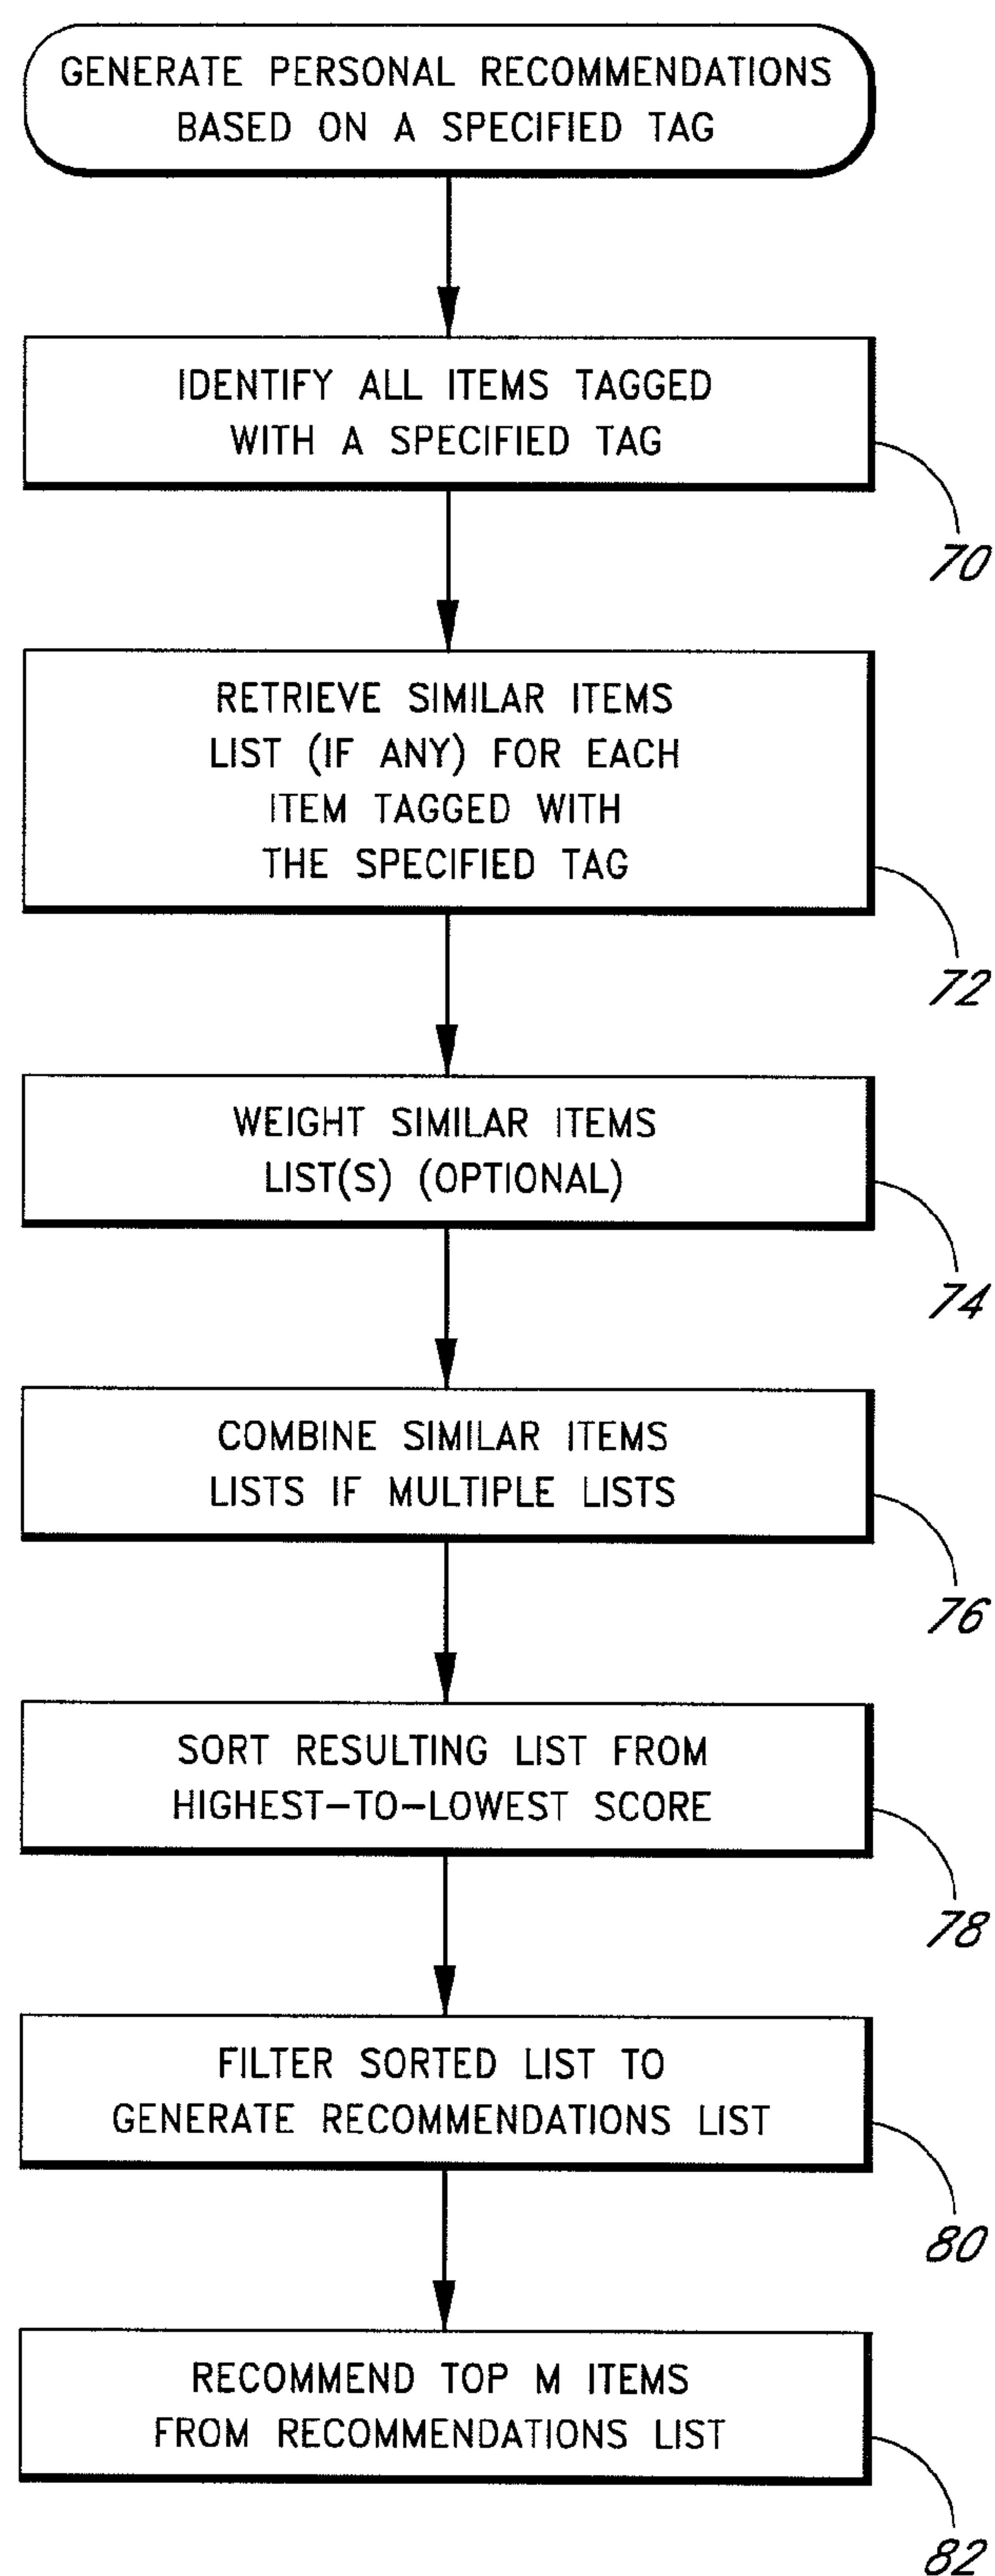 GENERATE PERSONAL RECOMMENDATIONS
BASED ON A SPECIFIED TAG
IDENTIFY ALL ITEMS TAGGED
WITH A SPECIFIED TAG
70
RETRIEVE SIMILAR ITEMS
LIST (IF ANY) FOR EACH
ITEM TAGGED WITH
THE SPECIFIED TAG
72
WEIGHT SIMILAR ITEMS
LIST(S) (OPTIONAL)
74
COMBINE SIMILAR ITEMS
LISTS IF MULTIPLE LISTS
76
SORT RESULTING LIST FROM
HIGHEST-TO-LOWEST SCORE
78
FILTER SORTED LIST TO
GENERATE RECOMMENDATIONS LIST
80
RECOMMEND TOP M ITEMS
FROM RECOMMENDATIONS LIST
82